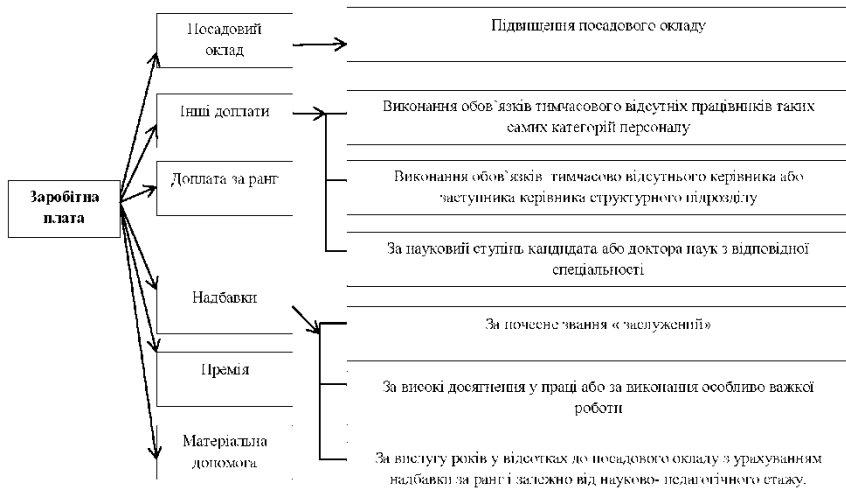 Заробітна
плата
Посадовий
оклад
Інші доплати
Доплата за ранг
Надбавки
Премія
Матеріальна
допомога
Підвищення посадового окладу
Виконання обов`язків тимчасового відсутніх працівників таких
самих категорій персоналу
Виконання обов`язків тимчасово відсутнього керівника або
заступника керівника структурного підрозділу
За науковий ступінь кандидата або доктора наук з відповідної
спеціальності
За почесне звання « заслужений»
За високі досягнення у праці або за виконання особливо важкої
роботи
За вислугу років у відсотках до посадового окладу з урахуванням
надбавки за ранг і залежно від науково- педагогічного стажу.